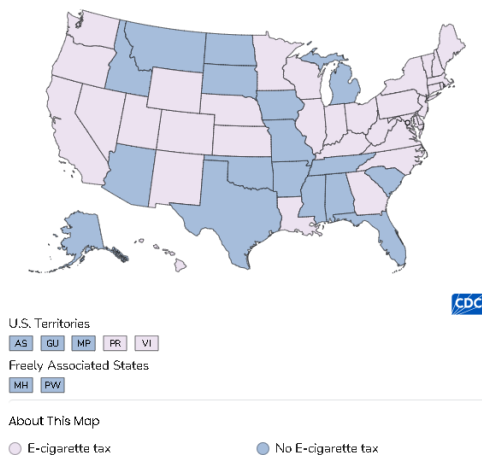 CDC
U.S. Territories
AS GU MP PR VI
Freely Associated States
MH PW
About This Map
E-cigarette tax No E-cigarette tax